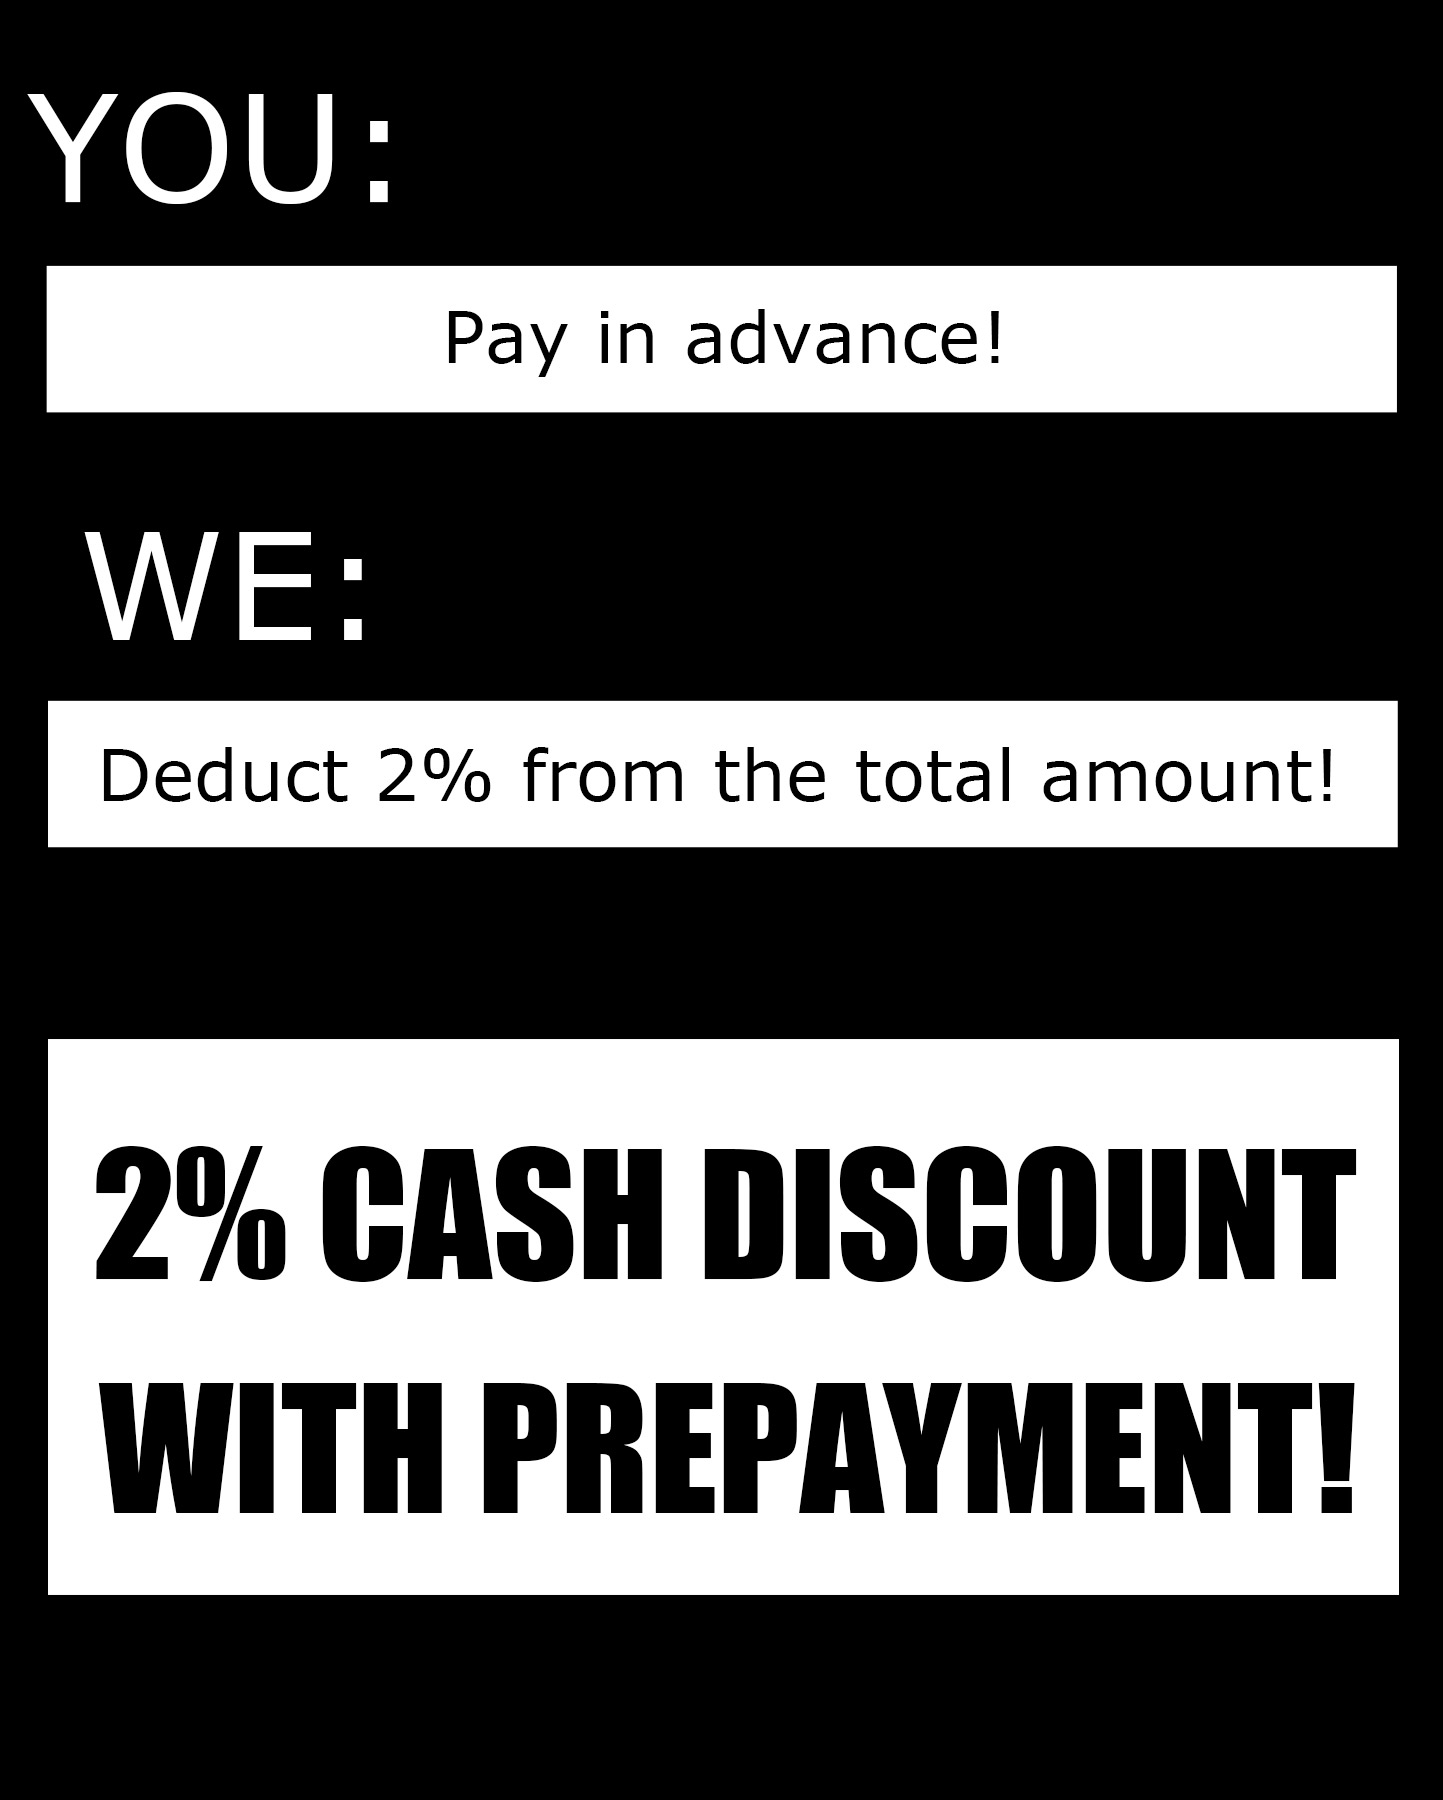 YOU:
Pay in advance!
WE:
Deduct 2% from the total amount!
2% CASH DISCOUNT
WITH PREPAYMENT!